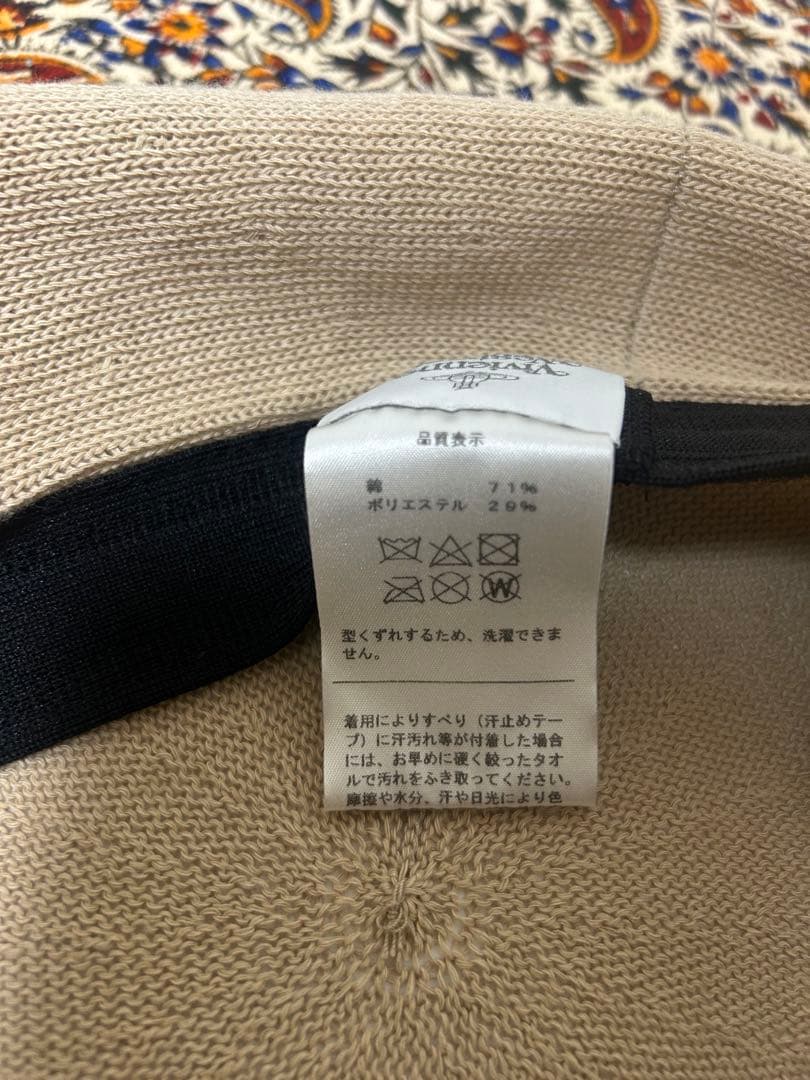 品質表示
綿 71%
ポリエステル 29%
W
型くずれするため、洗濯できま
せん。
着用によりすべり（汗止めテー
プ）に汗汚れ等が付着した場合
には、お早めに硬く絞ったタオ
ルで汚れをふき取ってください。
摩擦や水分、汗や日光により色